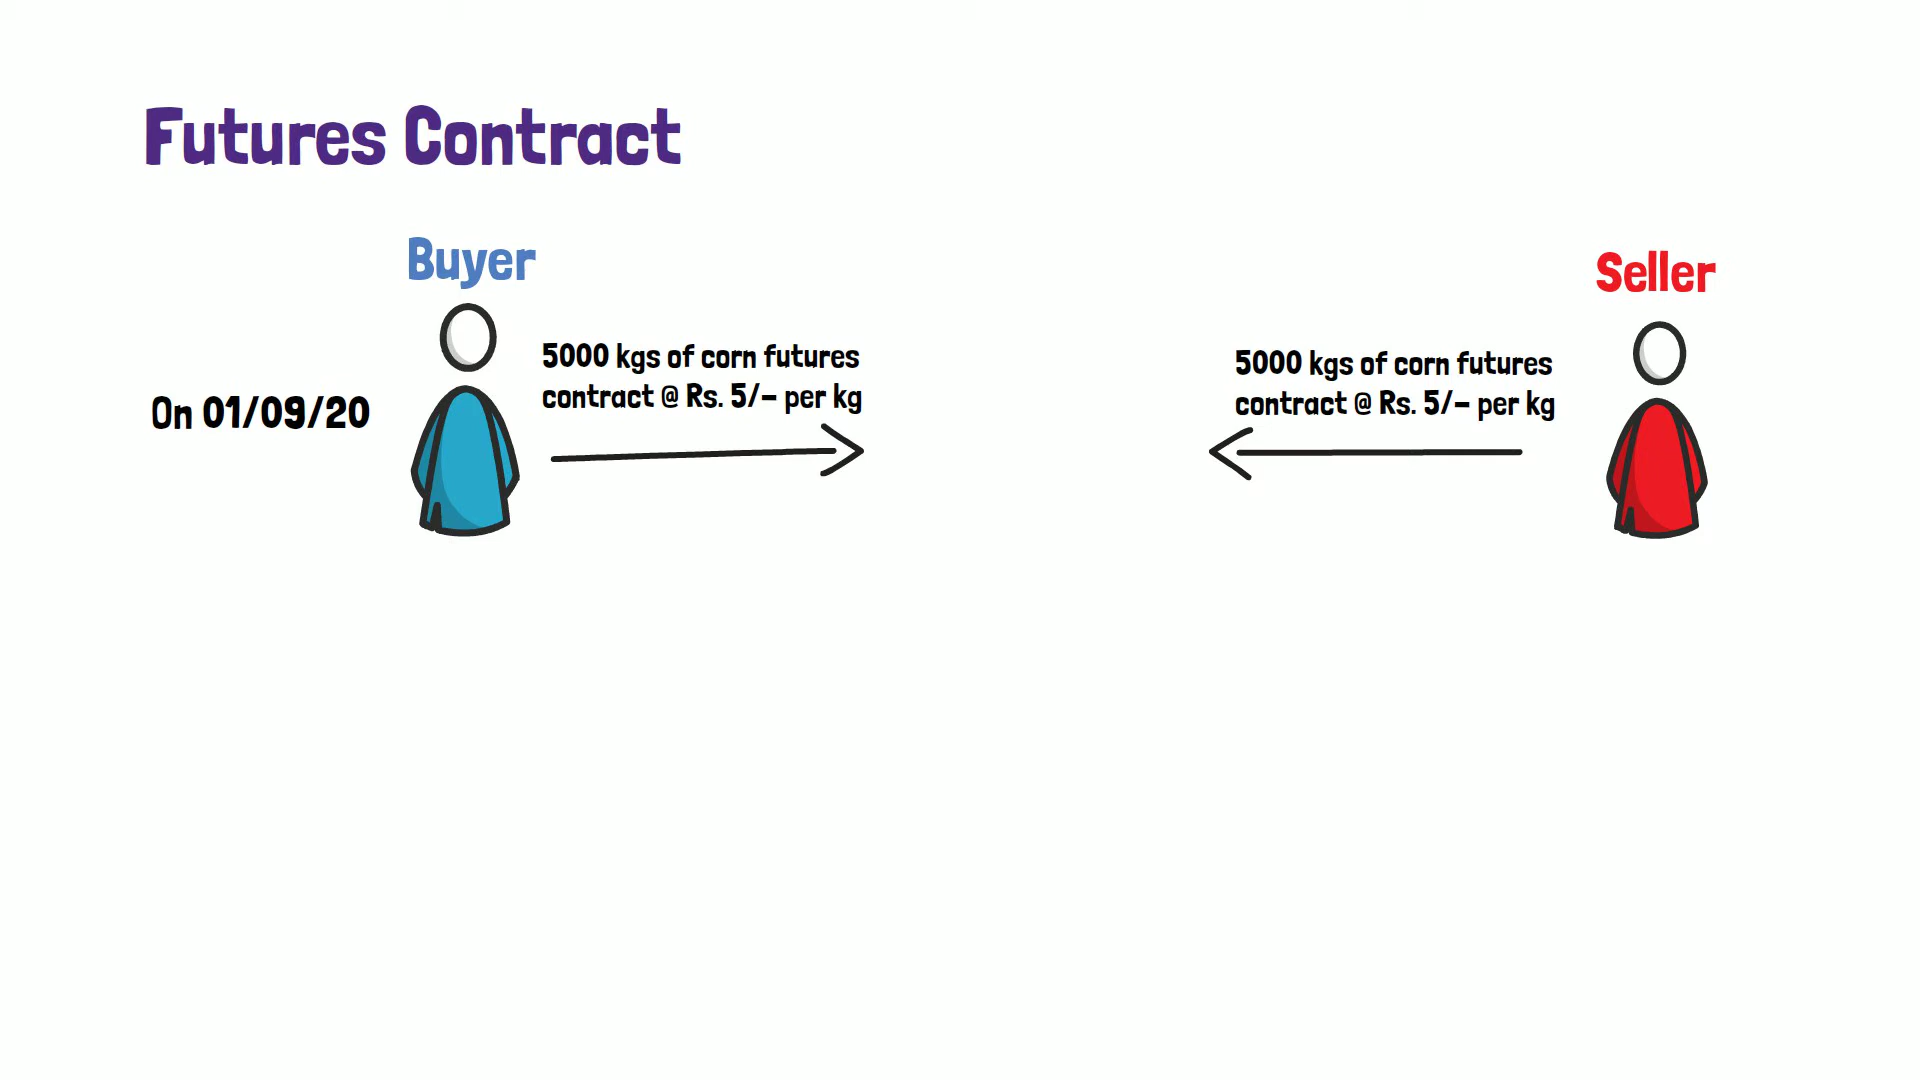 Futures Contract
Buyer
Seller
On 01/09/20
5000 kgs of corn futures
contract @ Rs. 5/- per kg
5000 kgs of corn futures
contract @ Rs. 5/- per kg